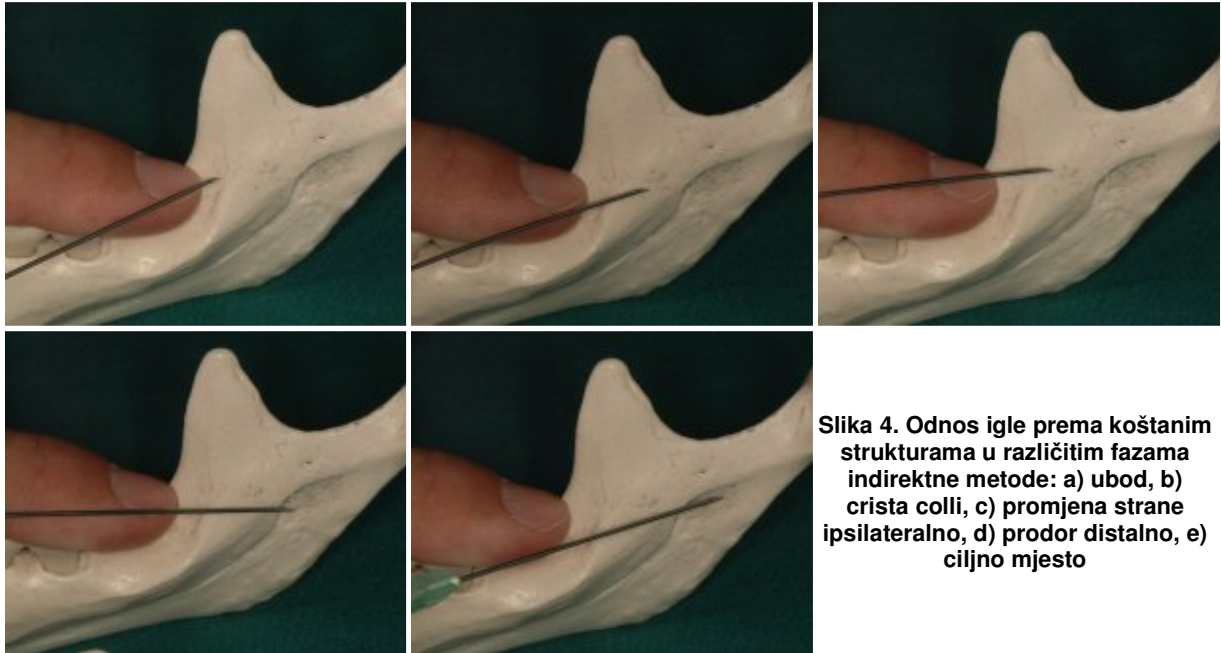 Slika 4. Odnos igle prema koštanim
strukturama u različitim fazama
indirektne metode: a) ubod, b)
crista colli, c) promjena strane
ipsilateralno, d) prodor distalno, e)
ciljno mjesto